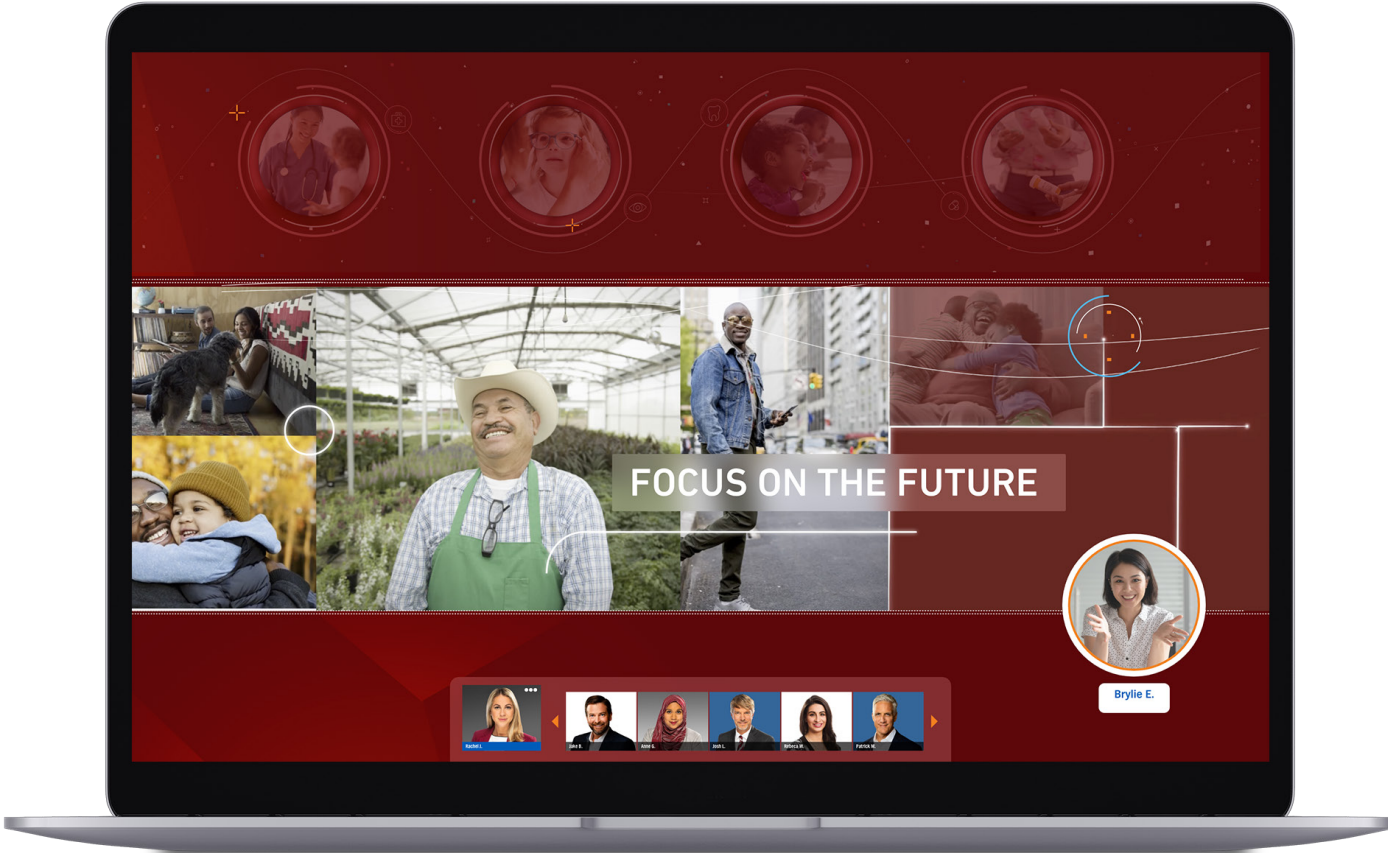 FOCUS ON THE FUTURE
Brylie E.
Rachel J.
Jake B.
Anne G.
Josh L.
Rebeca W.
Patrick M.